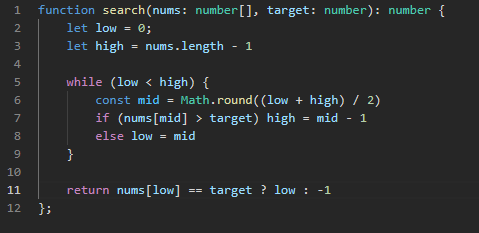 1 function search(nums: number[], target: number): number {
2     let low = 0;
3     let high = nums.length - 1
4
5     while (low < high) {
6         const mid = Math.round((low + high) / 2)
7         if (nums[mid] > target) high = mid - 1
8         else low = mid
9     }
10
11     return nums[low] == target ? low : -1
12 };